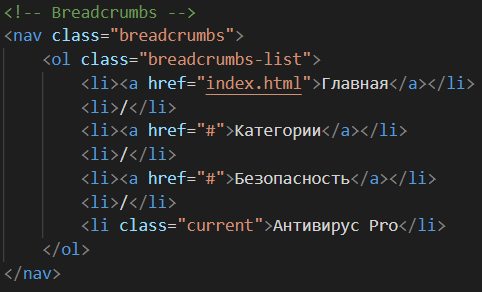 <!-- Breadcrumbs -->
<nav class="breadcrumbs">
    <ol class="breadcrumbs-list">
        <li><a href="index.html">Главная</a></li>
        <li>/</li>
        <li><a href="#">Категории</a></li>
        <li>/</li>
        <li><a href="#">Безопасность</a></li>
        <li>/</li>
        <li class="current">Антивирус Pro</li>
    </ol>
</nav>